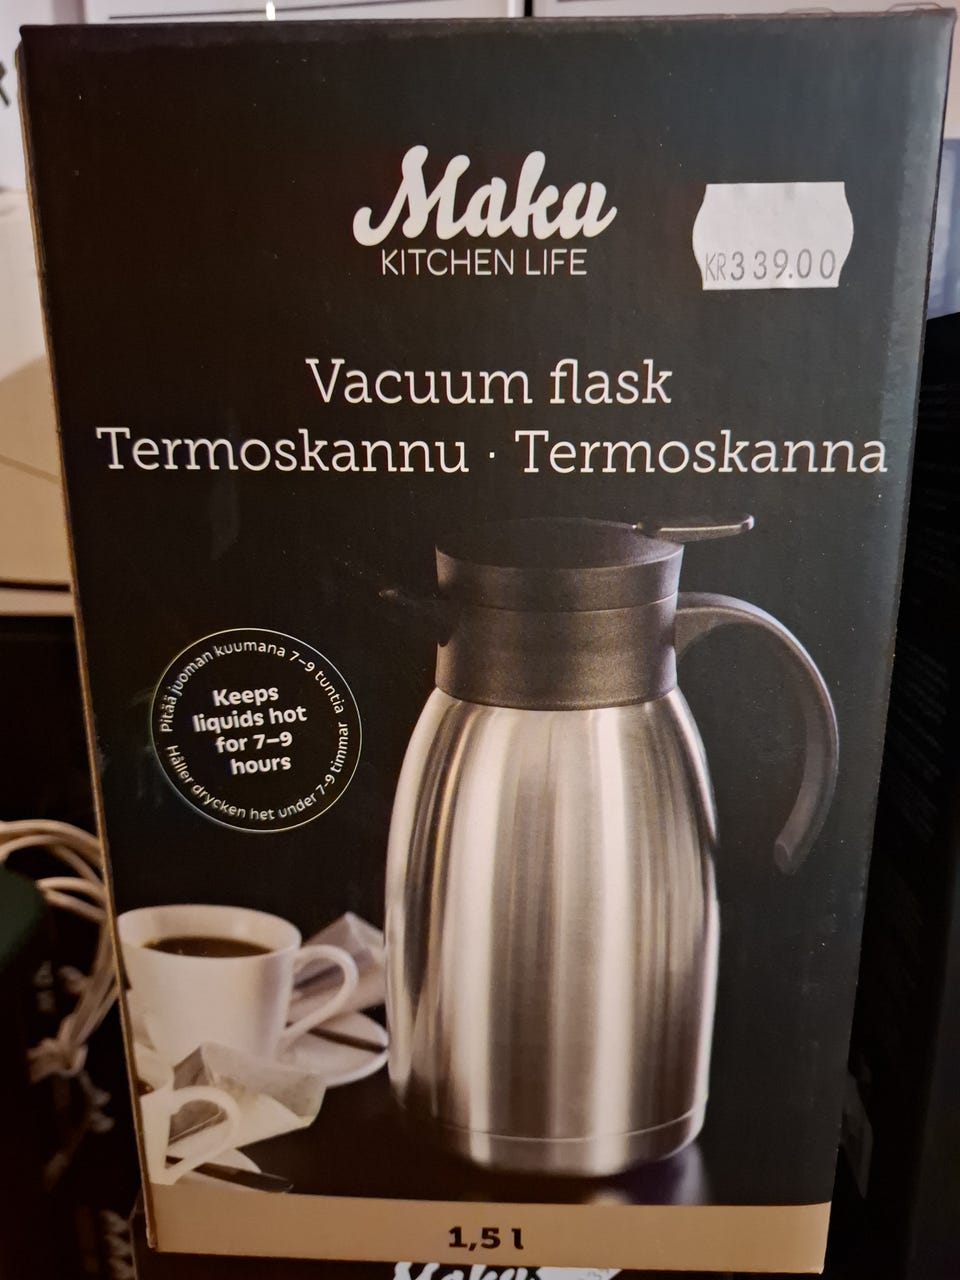 Maku
KITCHEN LIFE
KR339.00
Vacuum flask
Termoskannu · Termoskanna
Pitää juoman kuumana 7–9 tuntia
Keeps
liquids hot
for 7–9
hours
Håller drycken het under 7-9 timmar
1,5 l
Maku